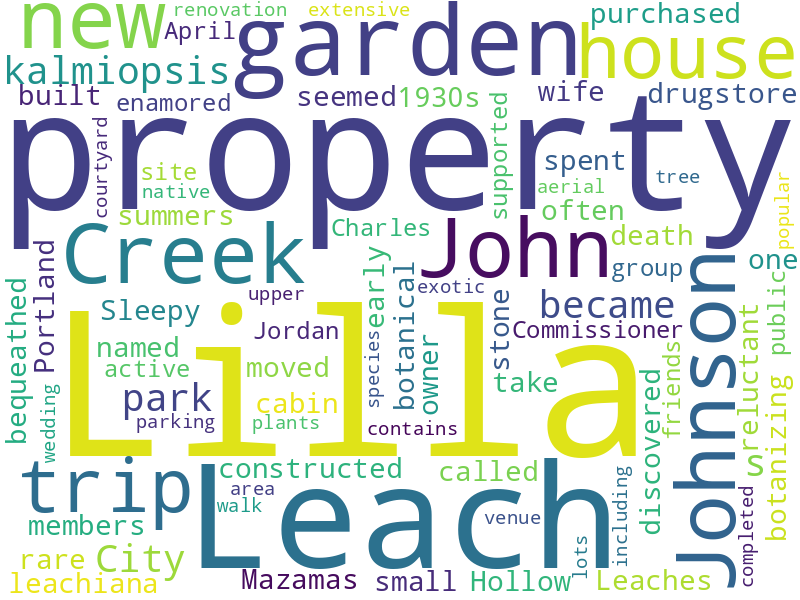 new
April
renovation
extensive
garden
purchased
house
kalmiopsis
built
enamored
seemed
1930s
wife
drugstore
property
courtyard
site
native
summers
supported
spent
aerial
tree
often
popular
Charles
death
Creek
John
group
one
Portland
Sleepy
upper
exotic
early
botanical
became
Johnson
public
bequeathed
Jordan
species
stone
Commissioner
named
active
moved
owner
take
friends
reluctant
park
cabin
parking
plants
contains
Lilla
wedding
discovered
botanizing
trip
constructed
called
s
area
walk
Leach
venue
including
completed
members
rare
City
lots
leachiana
Mazamas
small
Hollow
Leaches